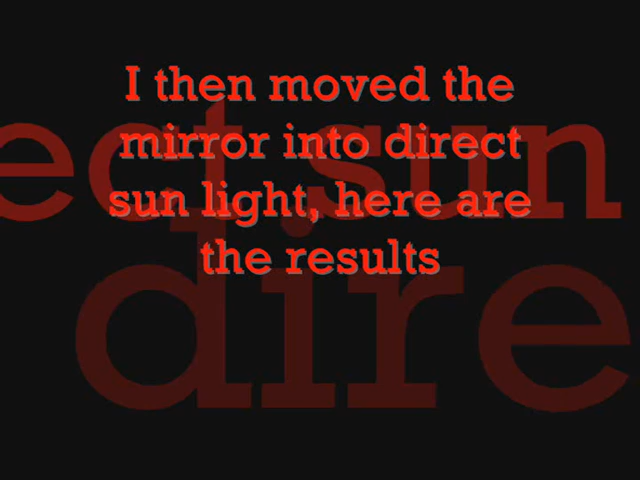 I then moved the
mirror into direct
sun light, here are
the results
ect sun
dire